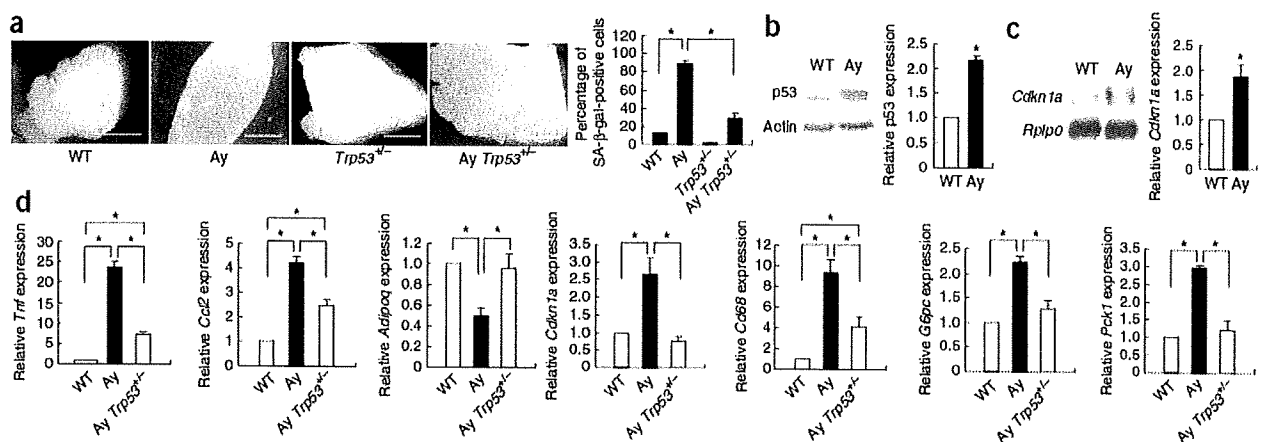 a
WT
Ay
Trp53+/–
Ay Trp53+/–
Percentage of
SA-β-gal-positive cells
120
100
80
60
40
20
0
*
*
WT
Ay
Trp53+/–
Ay Trp53+/–
b
WT Ay
p53
Actin
Relative p53 expression
2.5
2.0
1.5
1.0
0.5
0
*
WT Ay
c
WT Ay
Cdkn1a
Rplp0
Relative Cdkn1a expression
2.5
2.0
1.5
1.0
0.5
0
*
WT Ay
d
Relative Tnf expression
30
25
20
15
10
5
0
*
* *
WT
Ay
Ay Trp53+/–
Relative Ccl2 expression
5
4
3
2
1
0
*
* *
WT
Ay
Ay Trp53+/–
Relative Adipoq expression
1.2
1.0
0.8
0.6
0.4
0.2
0
* *
WT
Ay
Ay Trp53+/–
Relative Cdkn1a expression
3.5
3.0
2.5
2.0
1.5
1.0
0.5
0
* *
WT
Ay
Ay Trp53+/–
Relative Cd68 expression
12
10
8
6
4
2
0
*
* *
WT
Ay
Ay Trp53+/–
Relative G6pc expression
2.5
2.0
1.5
1.0
0.5
0
* *
WT
Ay
Ay Trp53+/–
Relative Pck1 expression
3.5
3.0
2.5
2.0
1.5
1.0
0.5
0
* *
WT
Ay
Ay Trp53+/–